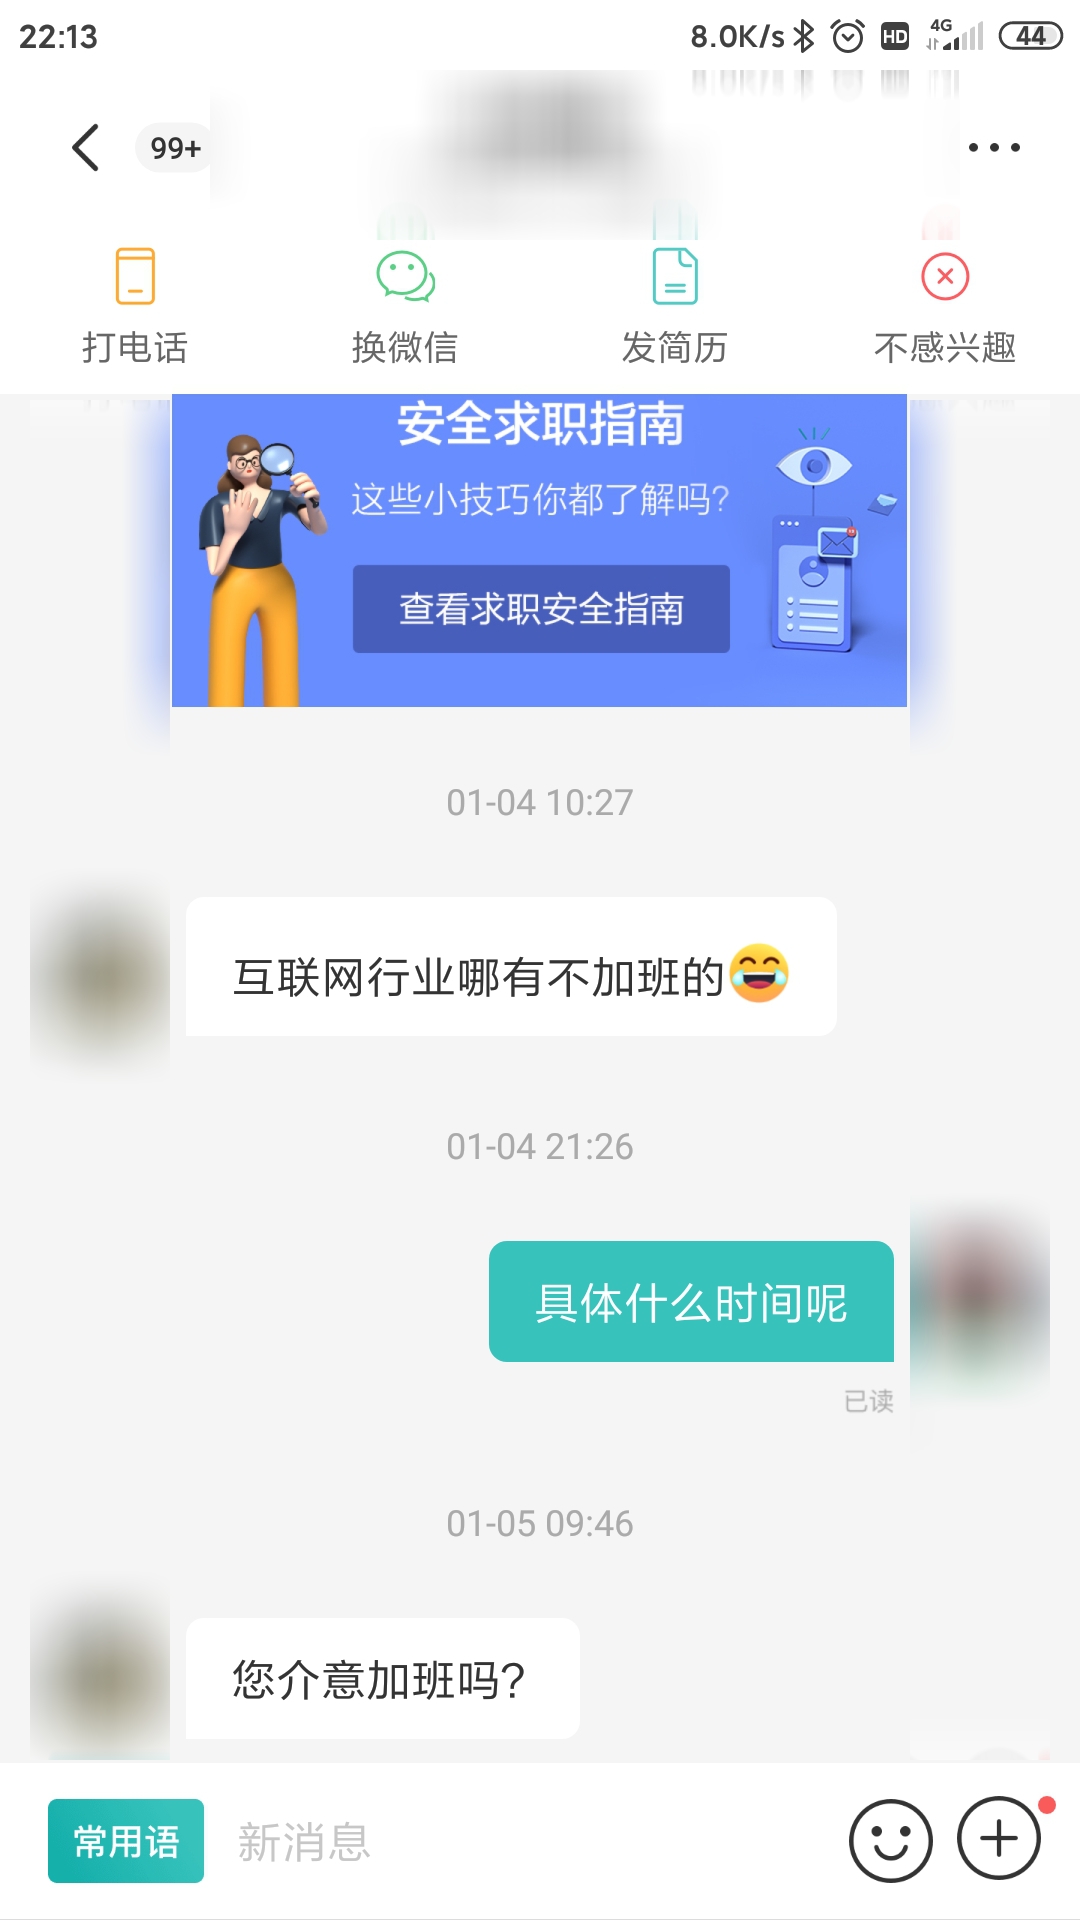 22:13 8.0K/s HD 4G 44
99+
打电话 换微信 发简历 不感兴趣
安全求职指南
这些小技巧你都了解吗?
查看求职安全指南
01-04 10:27
互联网行业哪有不加班的😂
01-04 21:26
具体什么时间呢
已读
01-05 09:46
您介意加班吗?
常用语 新消息